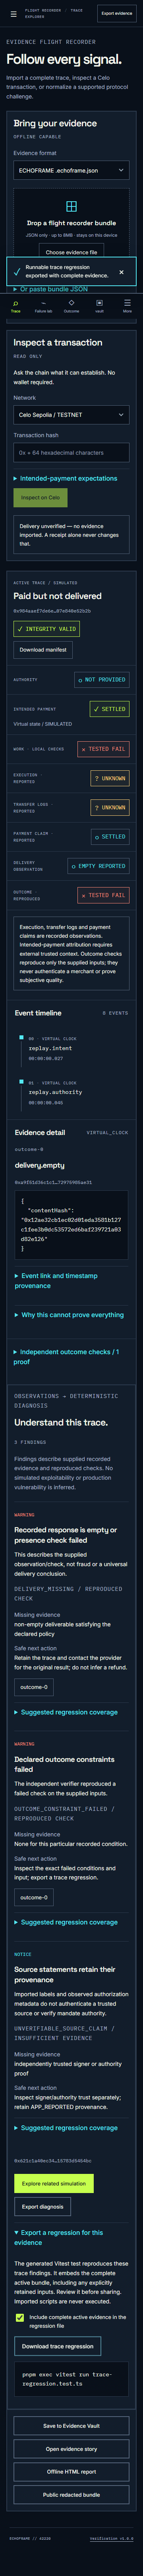 FLIGHT RECORDER / TRACE
EXPLORER
Export evidence
EVIDENCE FLIGHT RECORDER
Follow every signal.
Import a complete trace, inspect a Celo
transaction, or normalize a supported protocol
challenge.
Bring your evidence
OFFLINE CAPABLE
Evidence format
ECHOFRAME .echoframe.json
Drop a flight recorder bundle
JSON only · up to 8MB · stays on this device
Choose evidence file
Runnable trace regression
exported with complete evidence.
Or paste bundle JSON
Trace
Failure lab
Outcome
vault
More
Inspect a transaction
READ ONLY
Ask the chain what it can establish. No
wallet required.
Network
Celo Sepolia / TESTNET
Transaction hash
0x + 64 hexadecimal characters
Intended-payment expectations
Inspect on Celo
Delivery unverified — no evidence
imported. A receipt alone never changes
that.
ACTIVE TRACE / SIMULATED
Paid but not delivered
✓ INTEGRITY VALID
Download manifest
AUTHORITY
○ NOT PROVIDED
INTENDED PAYMENT
✓ SETTLED
Virtual state / SIMULATED
WORK · LOCAL CHECKS
× TESTED FAIL
EXECUTION ·
REPORTED
? UNKNOWN
TRANSFER LOGS ·
REPORTED
? UNKNOWN
PAYMENT CLAIM ·
REPORTED
○ SETTLED
DELIVERY
OBSERVATION
○ EMPTY REPORTED
OUTCOME ·
REPRODUCED
× TESTED FAIL
Execution, transfer logs and payment
claims are recorded observations.
Intended-payment attribution requires
external trusted context. Outcome checks
reproduce only the supplied inputs; they
never authenticate a merchant or prove
subjective quality.
Event timeline
8 EVENTS
00 · VIRTUAL CLOCK
replay.intent
00:00:00.027
01 · VIRTUAL CLOCK
replay.authority
00:00:00.045
Evidence detail
VIRTUAL_CLOCK
outcome-0
delivery.empty
{
"contentHash":
}
Event link and timestamp
provenance
Why this cannot prove everything
Independent outcome checks / 1
proof
OBSERVATIONS → DETERMINISTIC
DIAGNOSIS
Understand this trace.
3 FINDINGS
Findings describe supplied recorded
evidence and reproduced checks. No
simulated exploitability or production
vulnerability is inferred.
WARNING
Recorded response is empty or
presence check failed
This describes the supplied
observation/check, not fraud or a universal
delivery conclusion.
DELIVERY_MISSING / REPRODUCED
CHECK
Missing evidence
non-empty deliverable satisfying the
declared policy
Safe next action
Retain the trace and contact the provider
for the original result; do not infer a refund.
outcome-0
Suggested regression coverage
WARNING
Declared outcome constraints
failed
The independent verifier reproduced a
failed check on the supplied inputs.
OUTCOME_CONSTRAINT_FAILED /
REPRODUCED CHECK
Missing evidence
None for this particular recorded condition.
Safe next action
Inspect the exact failed conditions and
input; export a regression.
outcome-0
Suggested regression coverage
NOTICE
Source statements retain their
provenance
Imported labels and observed authorization
metadata do not authenticate a trusted
source or verify mandate authority.
UNVERIFIABLE_SOURCE_CLAIM /
INSUFFICIENT EVIDENCE
Missing evidence
independently trusted signer or authority
proof
Safe next action
Inspect signer/authority trust separately;
retain APP_REPORTED provenance.
Suggested regression coverage
Explore related simulation
Export diagnosis
Export a regression for this
evidence
The generated Vitest test reproduces these
trace findings. It embeds the complete
active bundle, including any explicitly
retained inputs. Review it before sharing.
Imported scripts are never executed.
Include complete active evidence in the
regression file
Download trace regression
pnpm exec vitest run trace-
regression.test.ts
Save to Evidence Vault
Open evidence story
Offline HTML report
Public redacted bundle